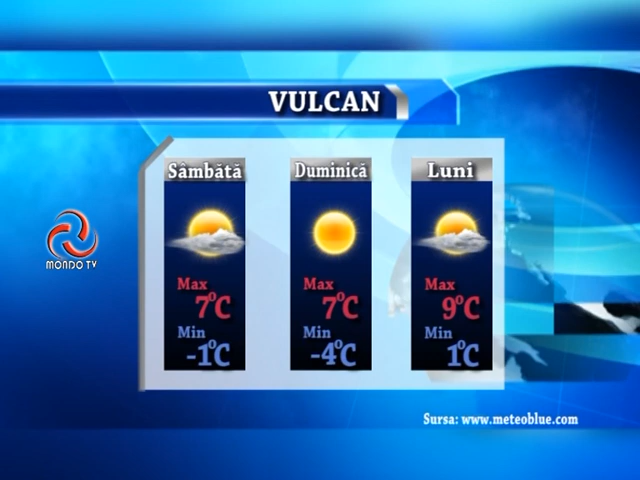 VULCAN
Sâmbătă
Duminică
Luni
Max
7°C
Min
-1°C
Max
7°C
Min
-4°C
Max
9°C
Min
1°C
MONDO TV
Sursa: www.meteoblue.com